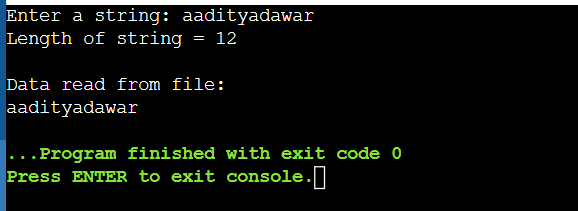 Enter a string: aadityadawar
Length of string = 12
Data read from file:
aadityadawar
...Program finished with exit code 0
Press ENTER to exit console.